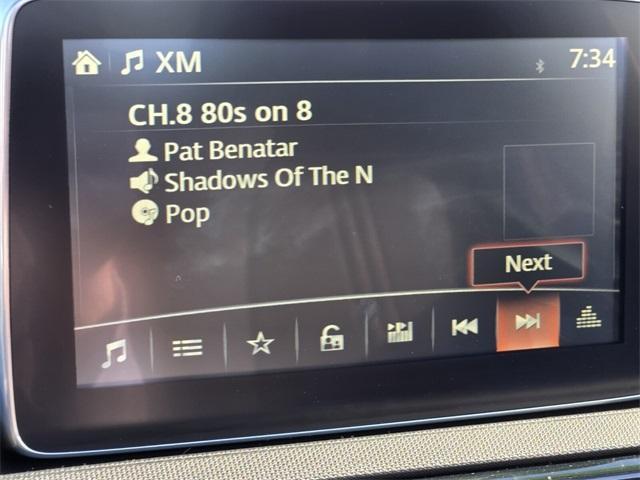 XM 7:34
CH.8 80s on 8
Pat Benatar
Shadows Of The N
Pop
Next